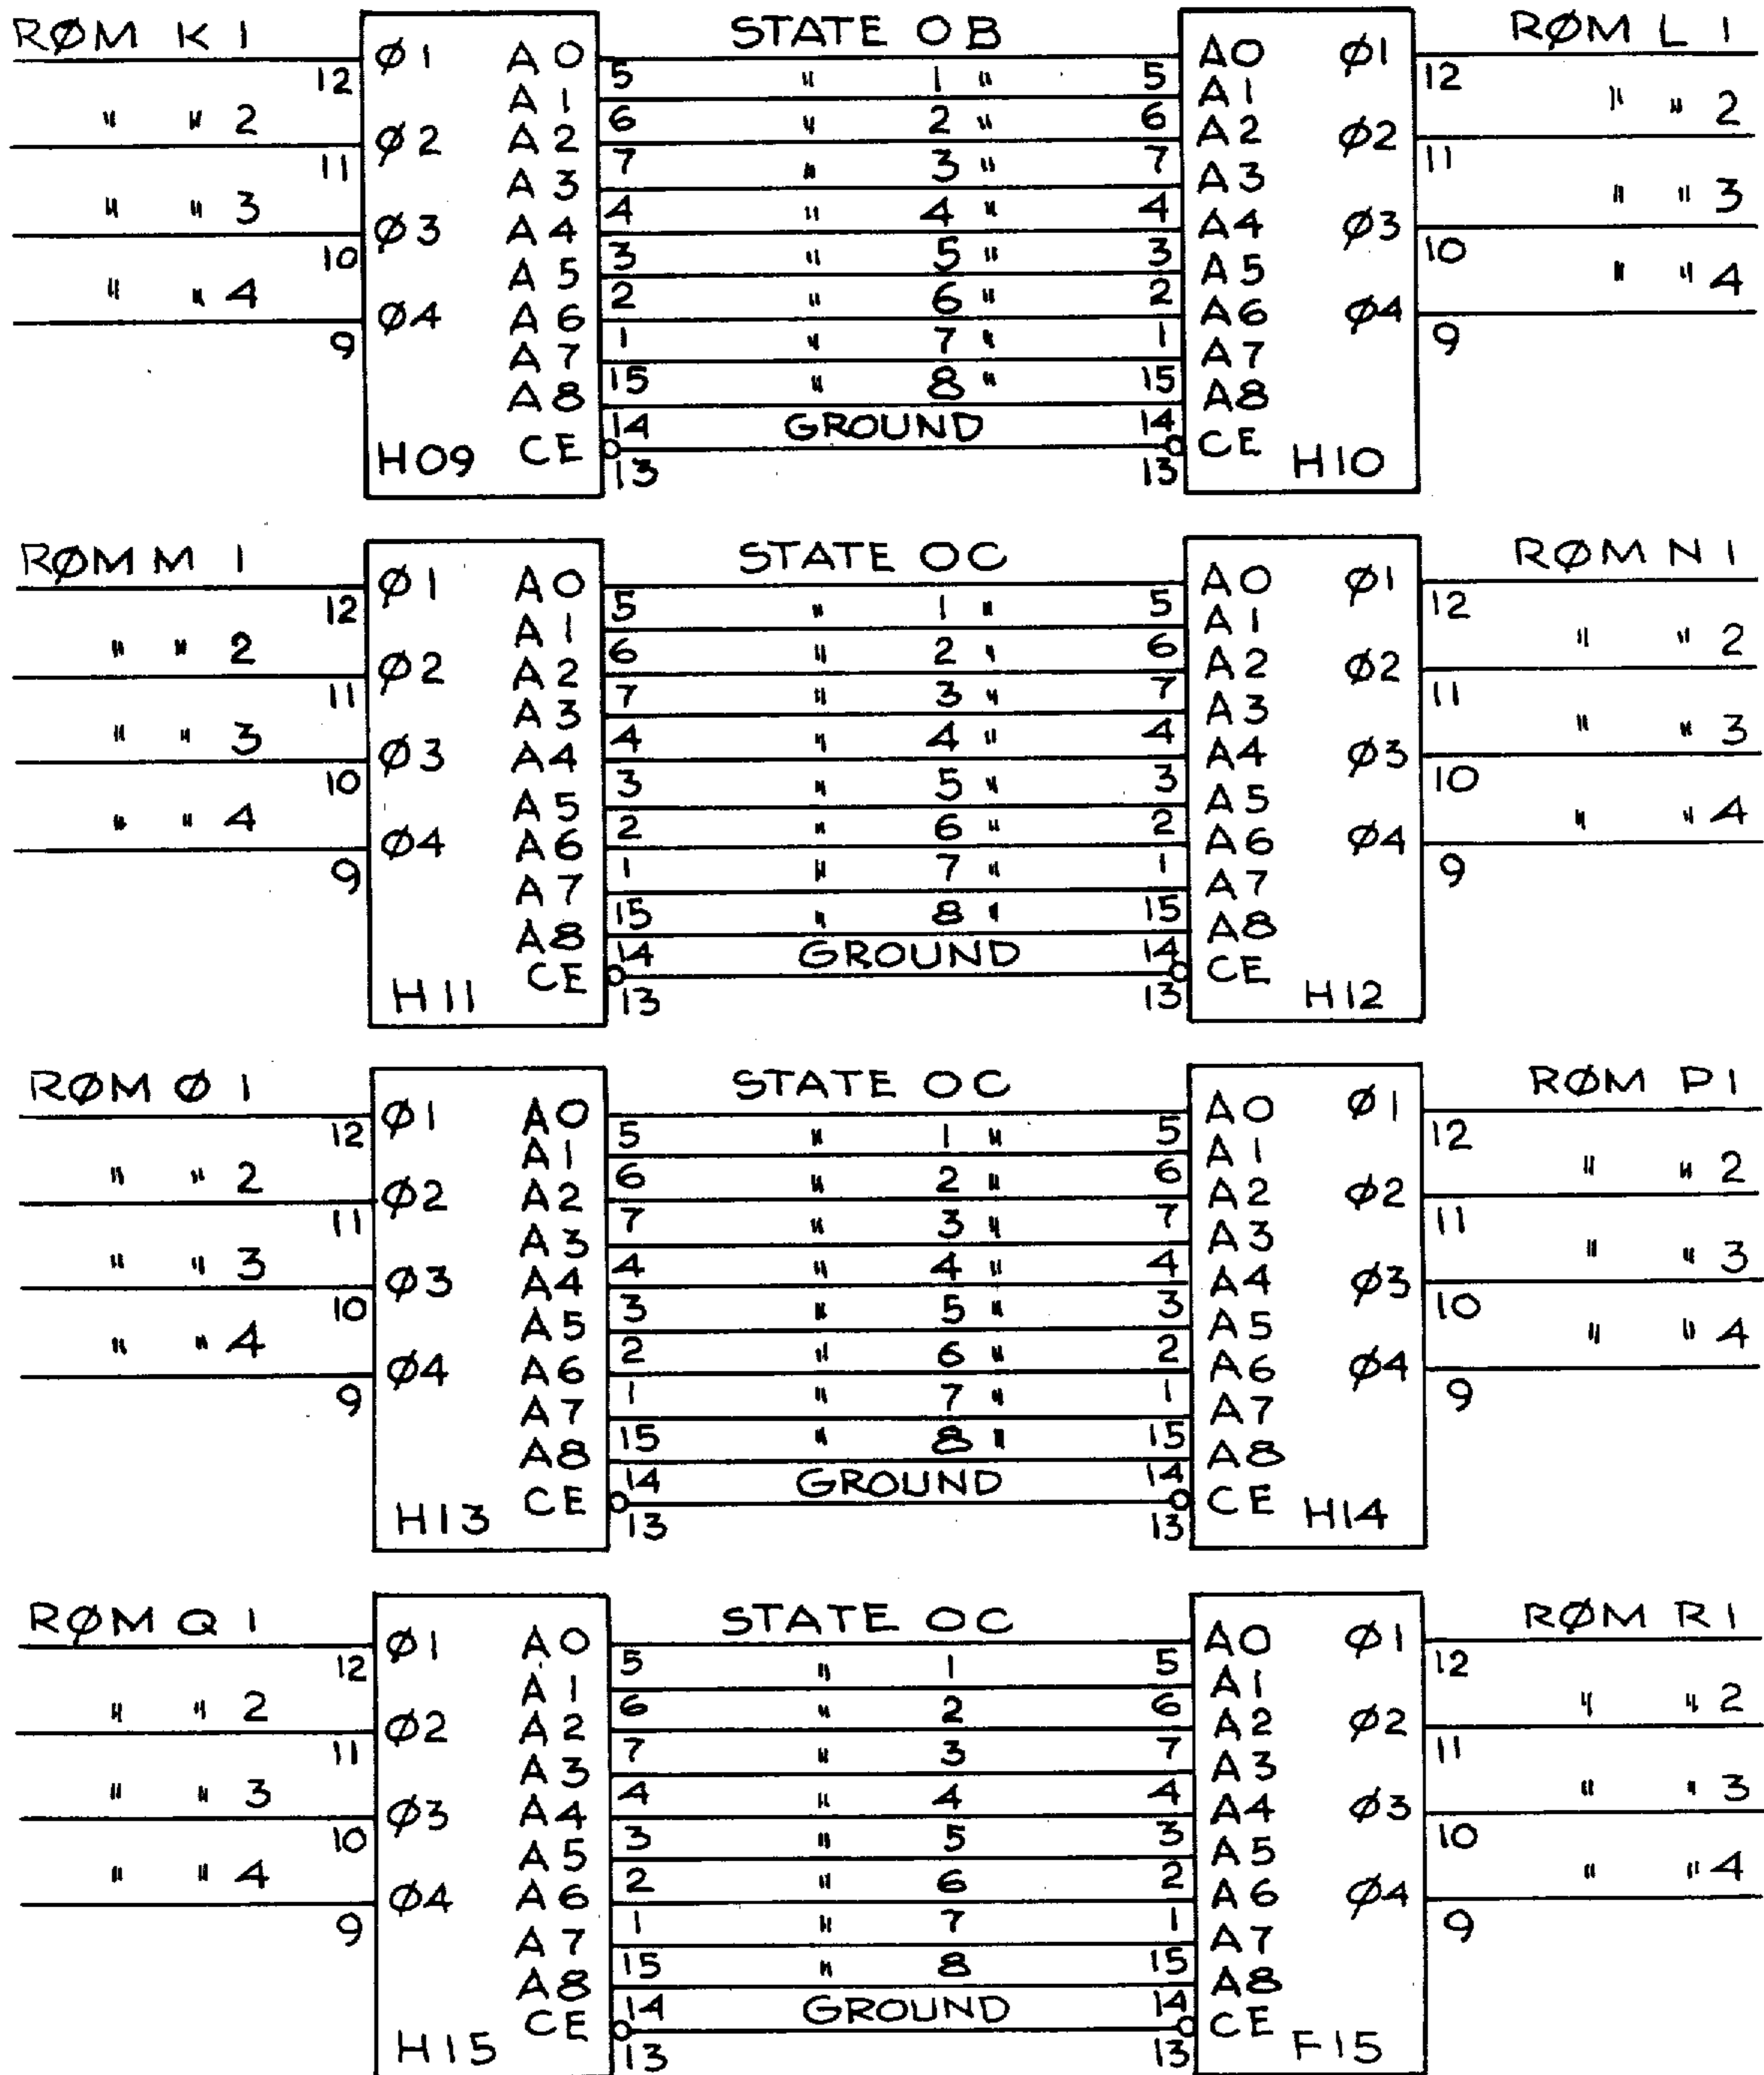 RØM K 1 STATE 0B RØM L 1
Ø1 A0 A0 Ø1
12 5 " 1 " 5 12
A1 A1
" " 2 6 " 2 " 6 " " 2
Ø2 A2 A2 Ø2
11 7 " 3 " 7 11
A3 A3
" " 3 4 " 4 " 4 " " 3
Ø3 A4 A4 Ø3
10 3 " 5 " 3 10
A5 A5
" " 4 2 " 6 " 2 " " 4
Ø4 A6 A6 Ø4
9 1 " 7 " 1 9
A7 A7
15 " 8 " 15
A8 A8
14 GROUND 14
H09 CE CE H10
13 13
RØM M 1 STATE 0C RØM N 1
Ø1 A0 A0 Ø1
12 5 " 1 " 5 12
A1 A1
" " 2 6 " 2 " 6 " " 2
Ø2 A2 A2 Ø2
11 7 " 3 " 7 11
A3 A3
" " 3 4 " 4 " 4 " " 3
Ø3 A4 A4 Ø3
10 3 " 5 " 3 10
A5 A5
" " 4 2 " 6 " 2 " " 4
Ø4 A6 A6 Ø4
9 1 " 7 " 1 9
A7 A7
15 " 8 " 15
A8 A8
14 GROUND 14
H11 CE CE H12
13 13
RØM Ø 1 STATE 0C RØM P1
Ø1 A0 A0 Ø1
12 5 " 1 " 5 12
A1 A1
" " 2 6 " 2 " 6 " " 2
Ø2 A2 A2 Ø2
11 7 " 3 " 7 11
A3 A3
" " 3 4 " 4 " 4 " " 3
Ø3 A4 A4 Ø3
10 3 " 5 " 3 10
A5 A5
" " 4 2 " 6 " 2 " " 4
Ø4 A6 A6 Ø4
9 1 " 7 " 1 9
A7 A7
15 " 8 " 15
A8 A8
14 GROUND 14
H13 CE CE H14
13 13
RØM Q 1 STATE 0C RØM R1
Ø1 A0 A0 Ø1
12 5 " 1 5 12
A1 A1
" " 2 6 " 2 6 " " 2
Ø2 A2 A2 Ø2
11 7 " 3 7 11
A3 A3
" " 3 4 " 4 4 " " 3
Ø3 A4 A4 Ø3
10 3 " 5 3 10
A5 A5
" " 4 2 " 6 2 " " 4
Ø4 A6 A6 Ø4
9 1 " 7 1 9
A7 A7
15 " 8 15
A8 A8
14 GROUND 14
H15 CE CE F15
13 13